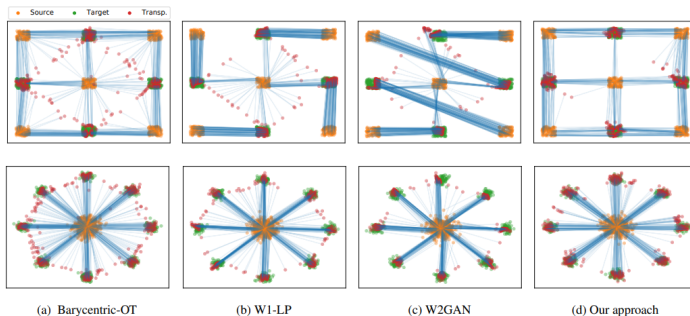 Source Target Transp.
(a) Barycentric-OT (b) W1-LP (c) W2GAN (d) Our approach